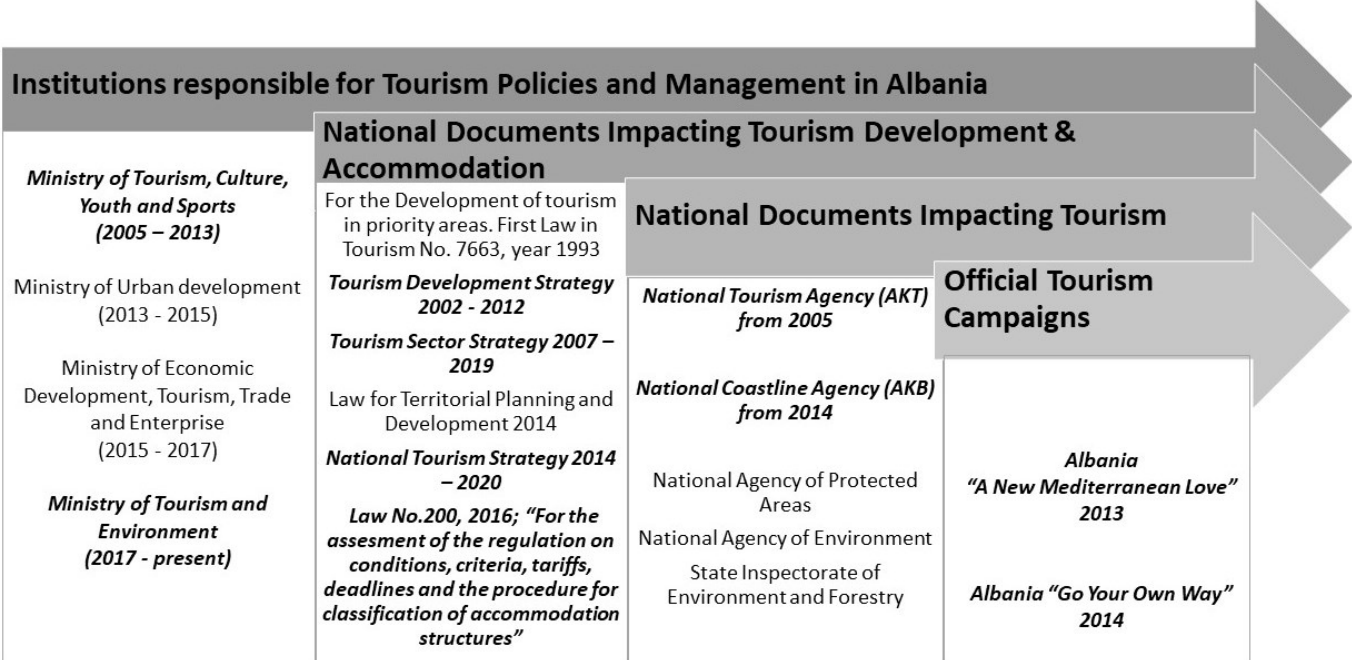 Institutions responsible for Tourism Policies and Management in Albania
Ministry of Tourism, Culture,
Youth and Sports
(2005 – 2013)
Ministry of Urban development
(2013 - 2015)
Ministry of Economic
Development, Tourism, Trade
and Enterprise
(2015 - 2017)
Ministry of Tourism and
Environment
(2017 - present)
National Documents Impacting Tourism Development &
Accommodation
For the Development of tourism
in priority areas. First Law in
Tourism No. 7663, year 1993
Tourism Development Strategy
2002 - 2012
Tourism Sector Strategy 2007 –
2019
Law for Territorial Planning and
Development 2014
National Tourism Strategy 2014
– 2020
Law No.200, 2016; “For the
assesment of the regulation on
conditions, criteria, tariffs,
deadlines and the procedure for
classification of accommodation
structures”
National Documents Impacting Tourism
National Tourism Agency (AKT)
from 2005
National Coastline Agency (AKB)
from 2014
National Agency of Protected
Areas
National Agency of Environment
State Inspectorate of
Environment and Forestry
Official Tourism
Campaigns
Albania
“A New Mediterranean Love”
2013
Albania “Go Your Own Way”
2014